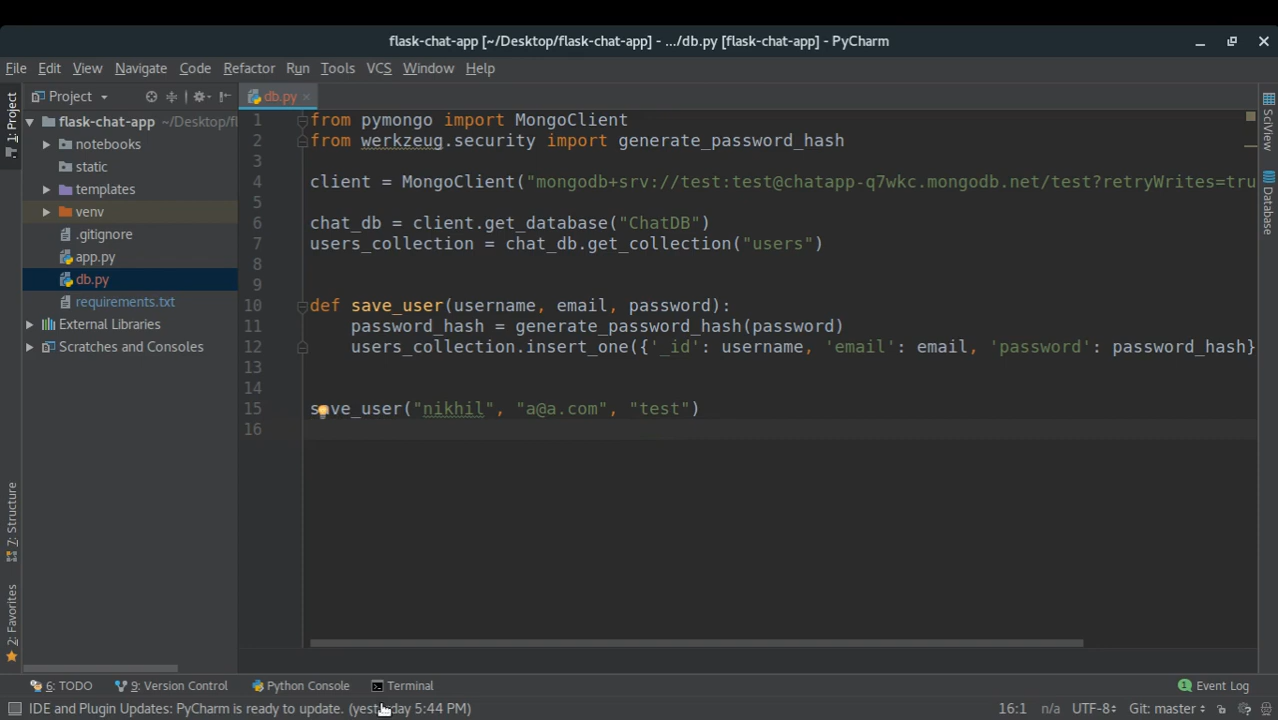 flask-chat-app [~/Desktop/flask-chat-app] - .../db.py [flask-chat-app] - PyCharm
File Edit View Navigate Code Refactor Run Tools VCS Window Help
1: Project
Project
db.py
flask-chat-app ~/Desktop/fl
notebooks
static
templates
venv
.gitignore
app.py
db.py
requirements.txt
External Libraries
Scratches and Consoles
7: Structure
2: Favorites
1 from pymongo import MongoClient
2 from werkzeug.security import generate_password_hash
3
4 client = MongoClient("mongodb+srv://test:test@chatapp-q7wkc.mongodb.net/test?retryWrites=tru
5
6 chat_db = client.get_database("ChatDB")
7 users_collection = chat_db.get_collection("users")
8
9
10 def save_user(username, email, password):
11 password_hash = generate_password_hash(password)
12 users_collection.insert_one({'_id': username, 'email': email, 'password': password_hash}
13
14
15 save_user("nikhil", "a@a.com", "test")
16
SciView
Database
6: TODO 9: Version Control Python Console Terminal 1 Event Log
IDE and Plugin Updates: PyCharm is ready to update. (yesterday 5:44 PM) 16:1 n/a UTF-8 Git: master